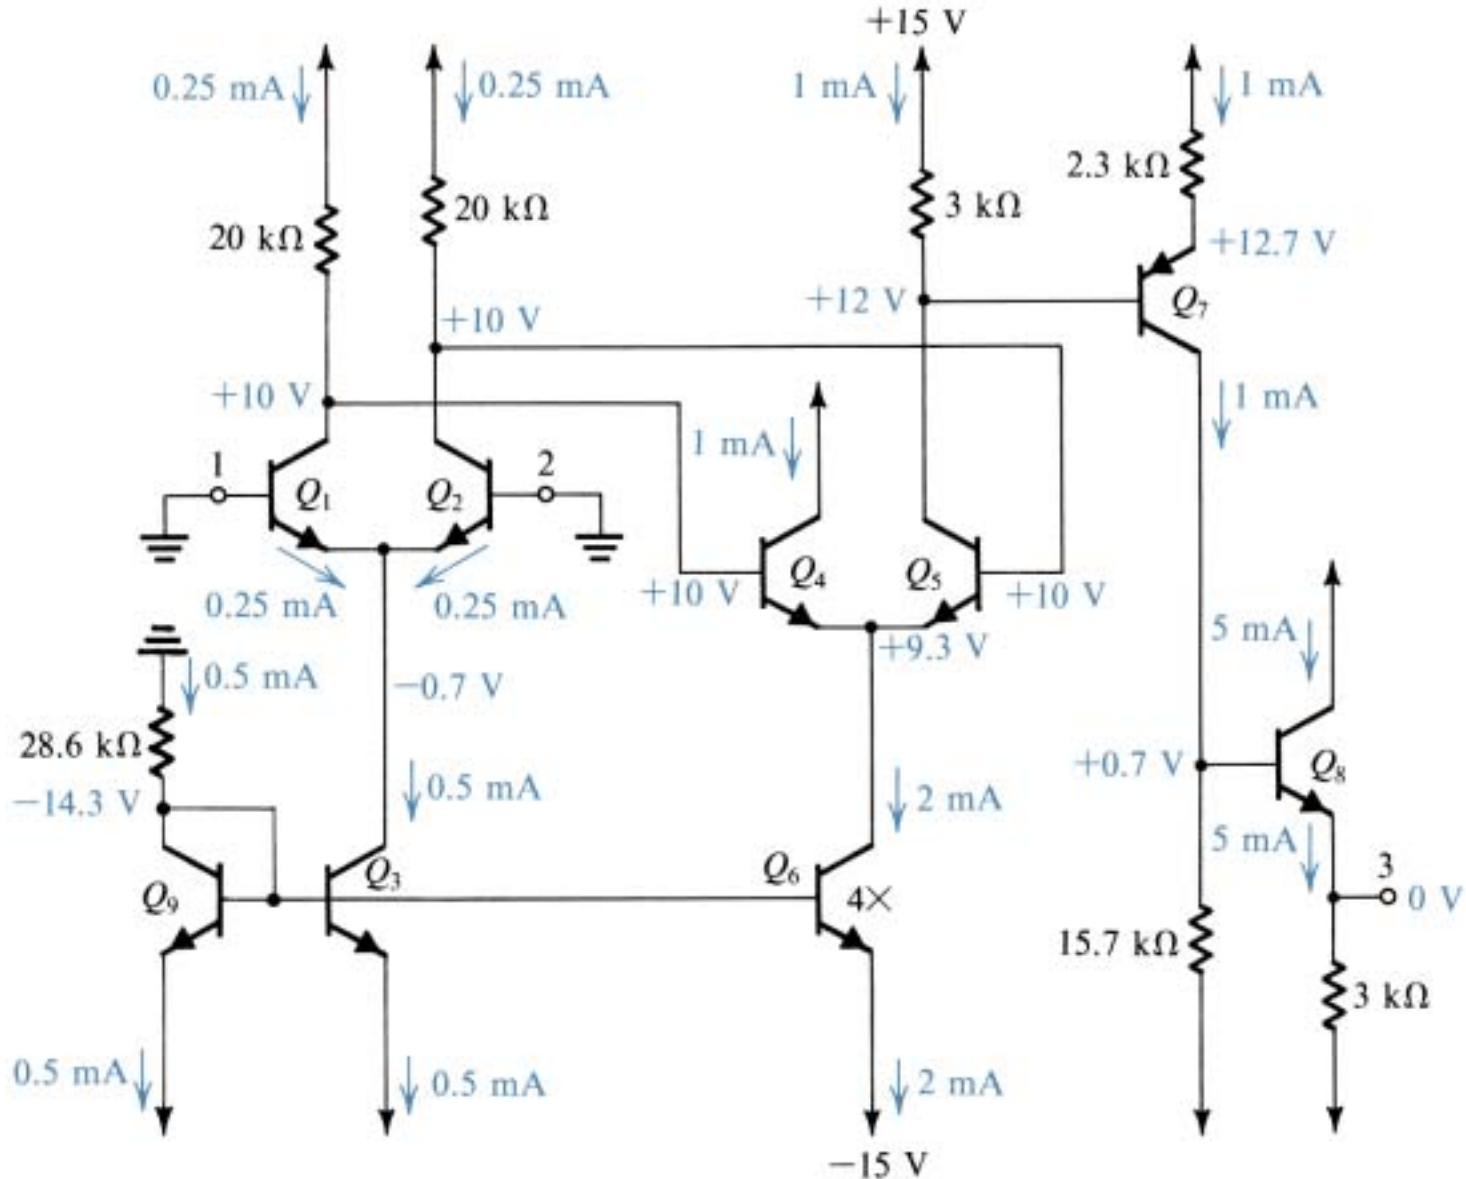 +15 V
0.25 mA
0.25 mA
1 mA
1 mA
2.3 kΩ
20 kΩ
3 kΩ
20 kΩ
+12.7 V
+12 V
Q7
+10 V
+10 V
1 mA
1 mA
1
Q1
Q2
2
Q4
Q5
+10 V
+10 V
0.25 mA
0.25 mA
5 mA
+9.3 V
0.5 mA
−0.7 V
28.6 kΩ
+0.7 V
Q8
−14.3 V
0.5 mA
2 mA
5 mA
3
0 V
Q9
Q3
Q6
4×
15.7 kΩ
3 kΩ
0.5 mA
0.5 mA
2 mA
−15 V